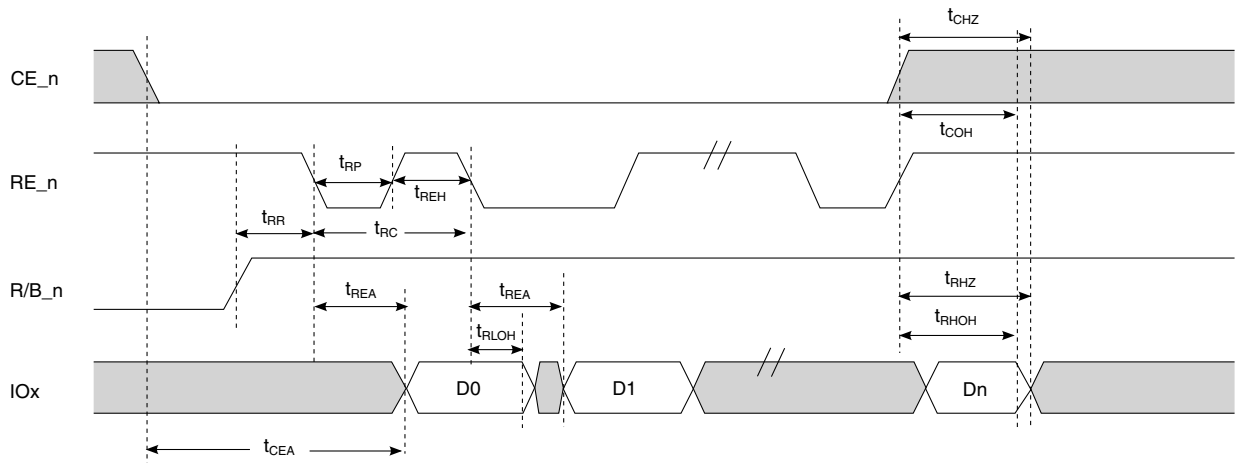 tCHZ
CE_n
tCOH
RE_n
tRP
tREH
tRR
tRC
R/B_n
tREA
tREA
tRHZ
tRLOH
tRHOH
IOx
D0
D1
Dn
tCEA